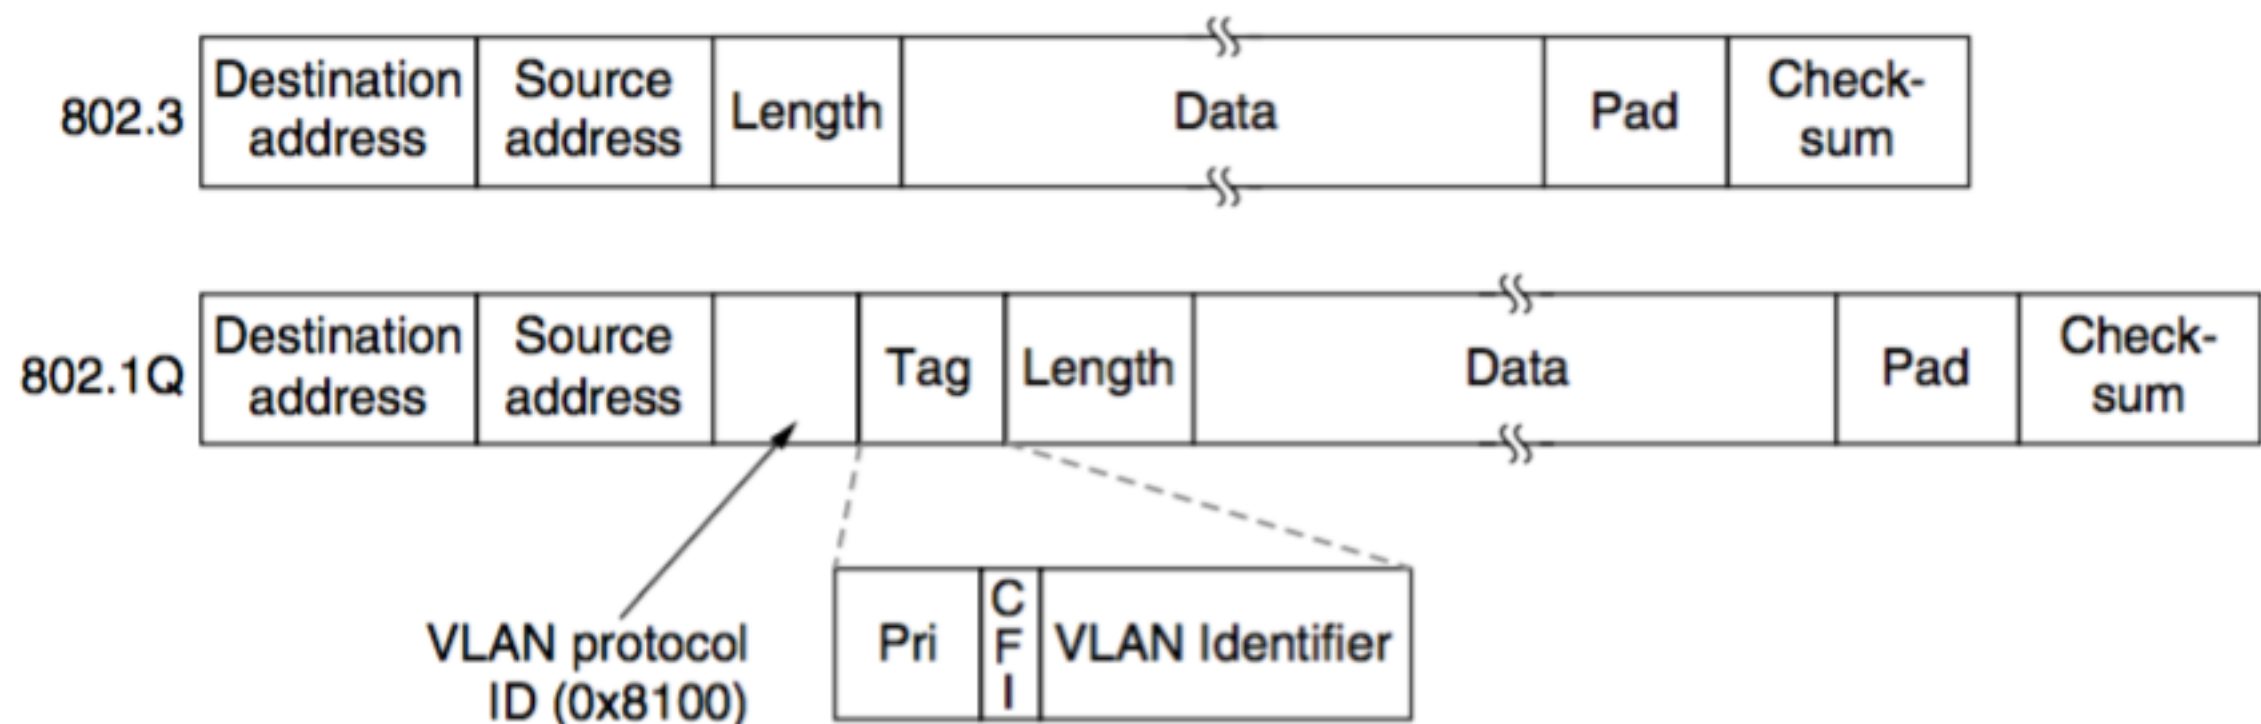 802.3
Destination
address
Source
address
Length
Data
Pad
Check-
sum
802.1Q
Destination
address
Source
address
Tag
Length
Data
Pad
Check-
sum
VLAN protocol
ID (0x8100)
Pri
C
F
I
VLAN Identifier